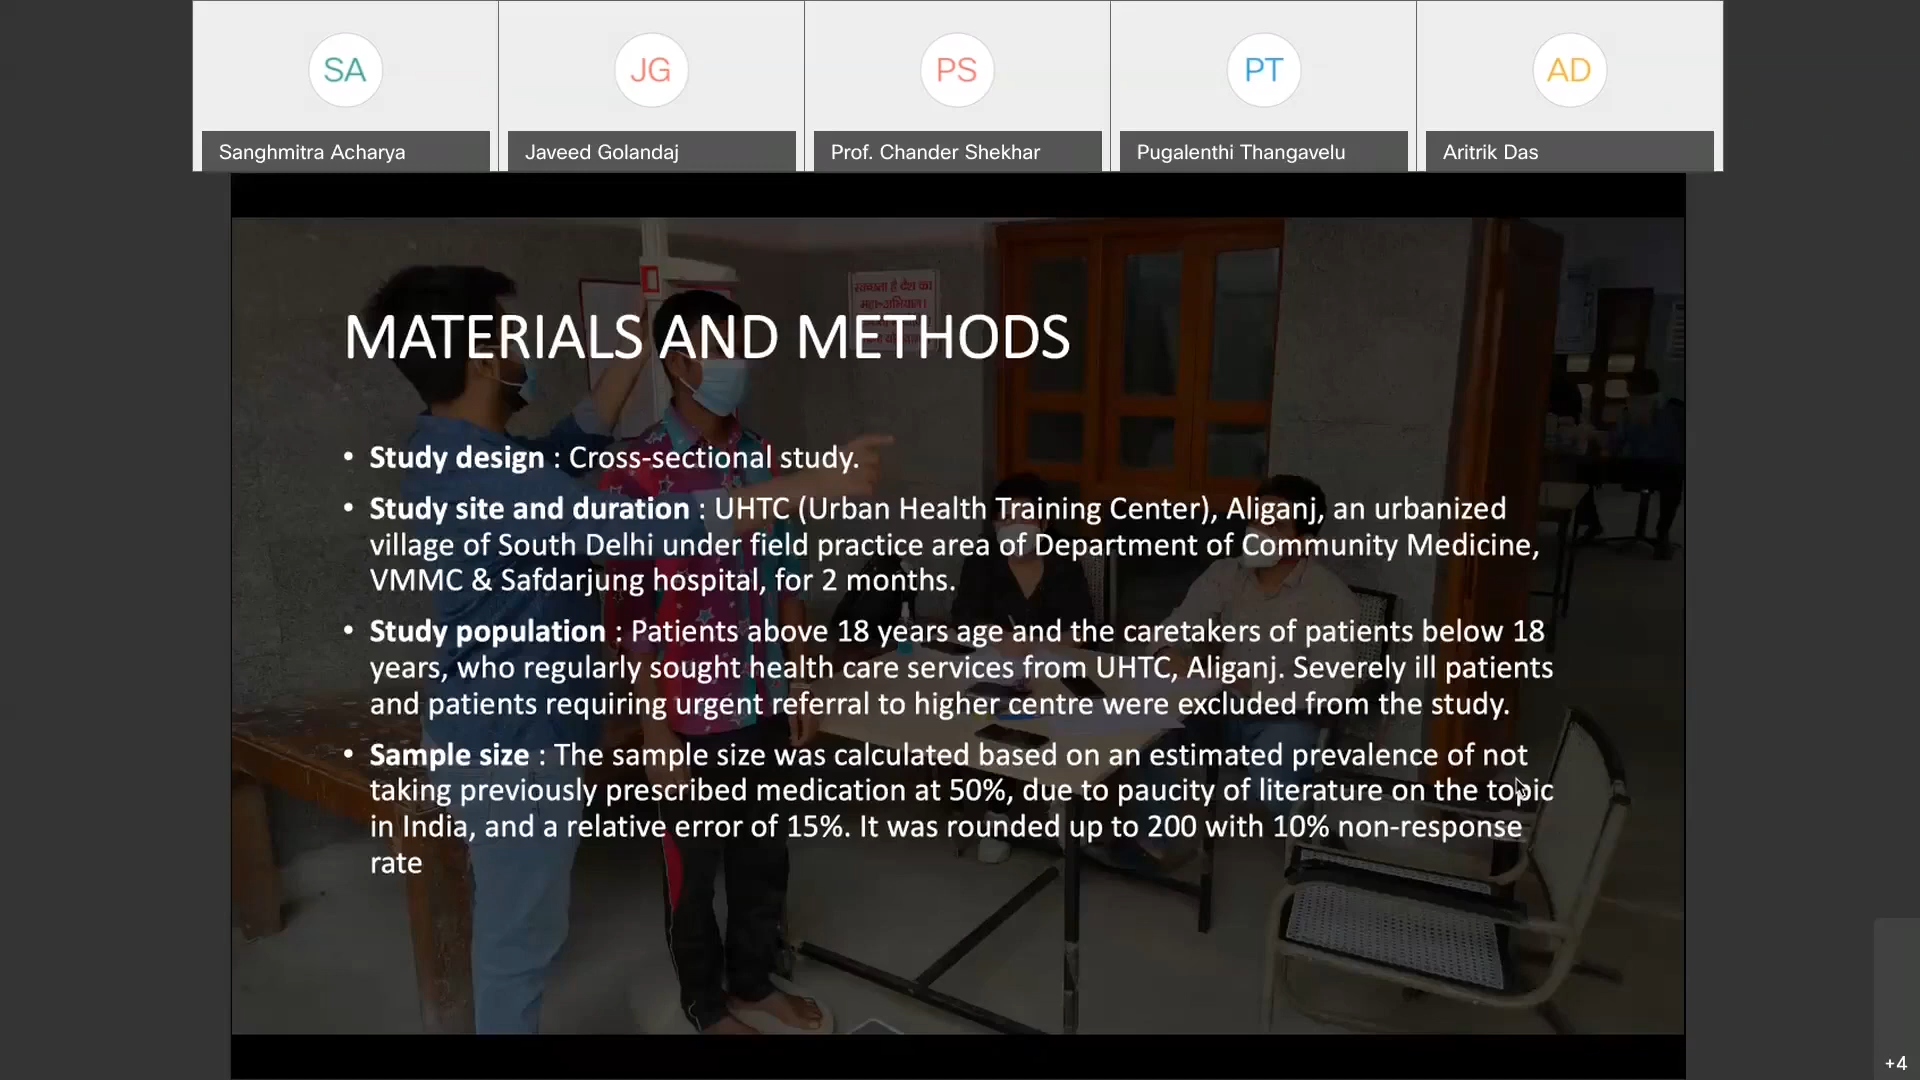 SA
JG
PS
PT
AD
Sanghmitra Acharya
Javeed Golandaj
Prof. Chander Shekhar
Pugalenthi Thangavelu
Aritrik Das
स्वच्छता है देश का
महा-अभियान।
MATERIALS AND METHODS
• Study design : Cross-sectional study.
• Study site and duration : UHTC (Urban Health Training Center), Aliganj, an urbanized
village of South Delhi under field practice area of Department of Community Medicine,
VMMC & Safdarjung hospital, for 2 months.
• Study population : Patients above 18 years age and the caretakers of patients below 18
years, who regularly sought health care services from UHTC, Aliganj. Severely ill patients
and patients requiring urgent referral to higher centre were excluded from the study.
• Sample size : The sample size was calculated based on an estimated prevalence of not
taking previously prescribed medication at 50%, due to paucity of literature on the topic
in India, and a relative error of 15%. It was rounded up to 200 with 10% non-response
rate
+4